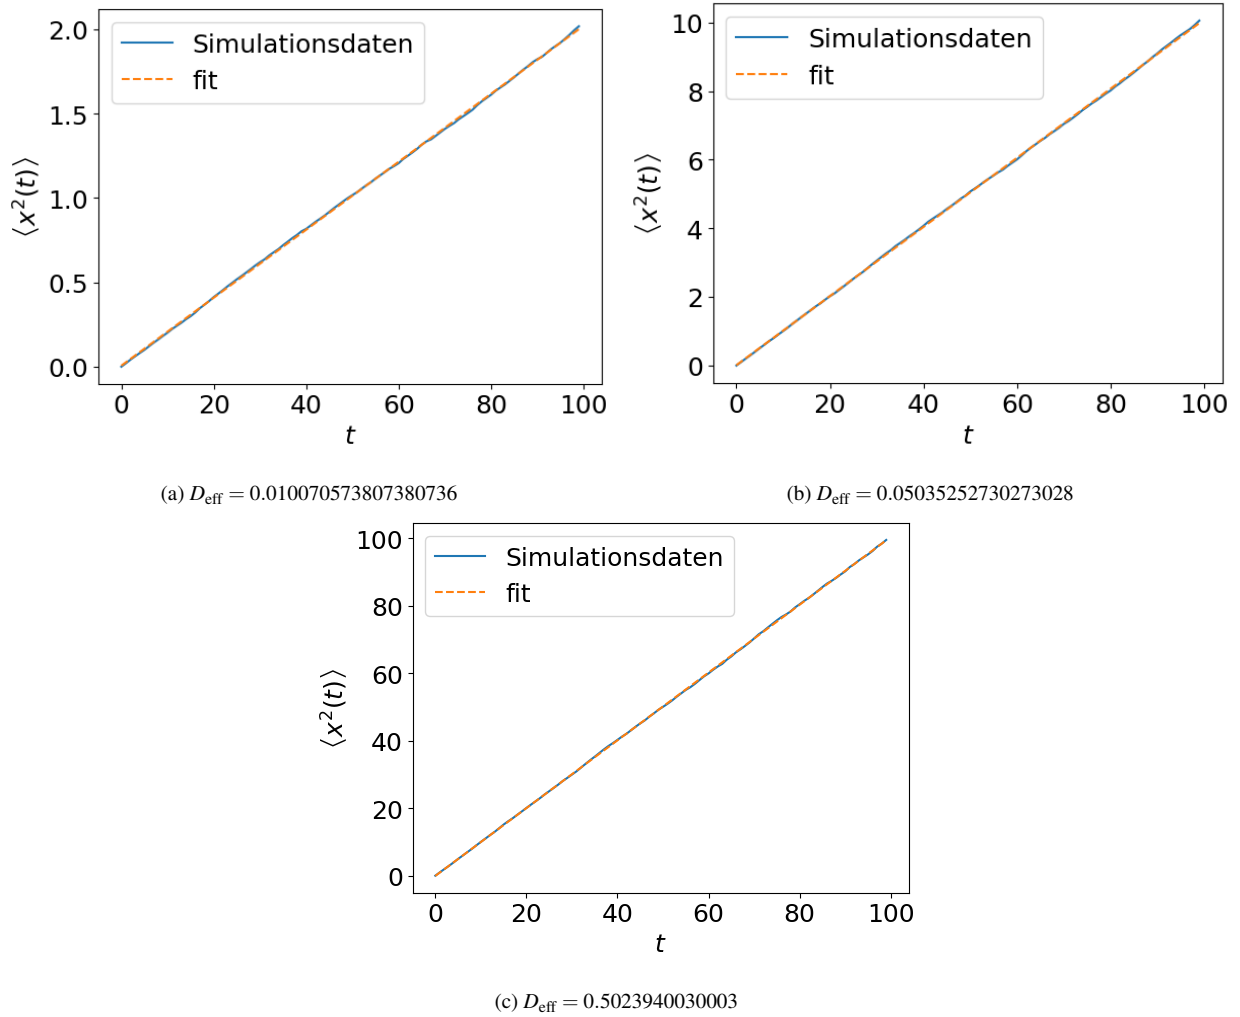 2.0
1.5
1.0
0.5
0.0
⟨x²(t)⟩
Simulationsdaten
fit
0 20 40 60 80 100
t
(a) D_eff = 0.010070573807380736
10
8
6
4
2
0
⟨x²(t)⟩
Simulationsdaten
fit
0 20 40 60 80 100
t
(b) D_eff = 0.05035252730273028
100
80
60
40
20
0
⟨x²(t)⟩
Simulationsdaten
fit
0 20 40 60 80 100
t
(c) D_eff = 0.5023940030003